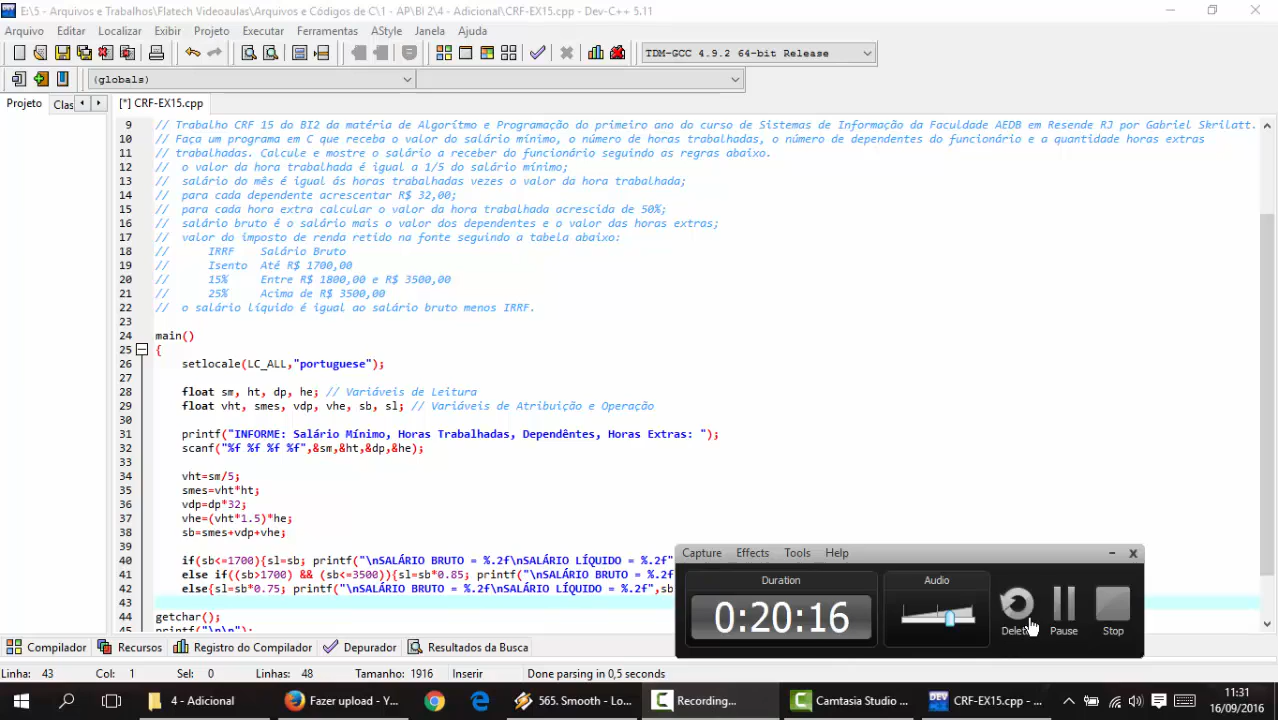 E:\5 - Arquivos e Trabalhos\Flatech Videoaulas\Arquivos e Códigos de C\1 - AP\BI 2\4 - Adicional\CRF-EX15.cpp - Dev-C++ 5.11
Arquivo Editar Localizar Exibir Projeto Executar Ferramentas AStyle Janela Ajuda
TDM-GCC 4.9.2 64-bit Release
(globals)
Projeto Clas [*] CRF-EX15.cpp
9 // Trabalho CRF 15 do BI2 da matéria de Algorítmo e Programação do primeiro ano do curso de Sistemas de Informação da Faculdade AEDB em Resende RJ por Gabriel Skrilatt.
10 // Faça um programa em C que receba o valor do salário mínimo, o número de horas trabalhadas, o número de dependentes do funcionário e a quantidade horas extras
11 // trabalhadas. Calcule e mostre o salário a receber do funcionário seguindo as regras abaixo.
12 // o valor da hora trabalhada é igual a 1/5 do salário mínimo;
13 // salário do mês é igual ás horas trabalhadas vezes o valor da hora trabalhada;
14 // para cada dependente acrescentar R$ 32,00;
15 // para cada hora extra calcular o valor da hora trabalhada acrescida de 50%;
16 // salário bruto é o salário mais o valor dos dependentes e o valor das horas extras;
17 // valor do imposto de renda retido na fonte seguindo a tabela abaixo:
18 // IRRF Salário Bruto
19 // Isento Até R$ 1700,00
20 // 15% Entre R$ 1800,00 e R$ 3500,00
21 // 25% Acima de R$ 3500,00
22 // o salário líquido é igual ao salário bruto menos IRRF.
23
24 main()
25 {
26 setlocale(LC_ALL,"portuguese");
27
28 float sm, ht, dp, he; // Variáveis de Leitura
29 float vht, smes, vdp, vhe, sb, sl; // Variáveis de Atribuição e Operação
30
31 printf("INFORME: Salário Mínimo, Horas Trabalhadas, Dependêntes, Horas Extras: ");
32 scanf("%f %f %f %f",&sm,&ht,&dp,&he);
33
34 vht=sm/5;
35 smes=vht*ht;
36 vdp=dp*32;
37 vhe=(vht*1.5)*he;
38 sb=smes+vdp+vhe;
39
40 if(sb<=1700){sl=sb; printf("\nSALÁRIO BRUTO = %.2f\nSALÁRIO LÍQUIDO = %.2f"
41 else if((sb>1700) && (sb<=3500)){sl=sb*0.85; printf("\nSALÁRIO BRUTO = %.2f
42 else{sl=sb*0.75; printf("\nSALÁRIO BRUTO = %.2f\nSALÁRIO LÍQUIDO = %.2f",sb
43
44 getchar();
45 printf("\n\n");
Capture Effects Tools Help
Duration Audio
0:20:16
Delete Pause Stop
Compilador Recursos Registro do Compilador Depurador Resultados da Busca
Linha: 43 Col: 1 Sel: 0 Linhas: 48 Tamanho: 1916 Inserir Done parsing in 0,5 seconds
4 - Adicional Fazer upload - Y... 565. Smooth - Lo... Recording... Camtasia Studio ... CRF-EX15.cpp - ... 11:31
16/09/2016